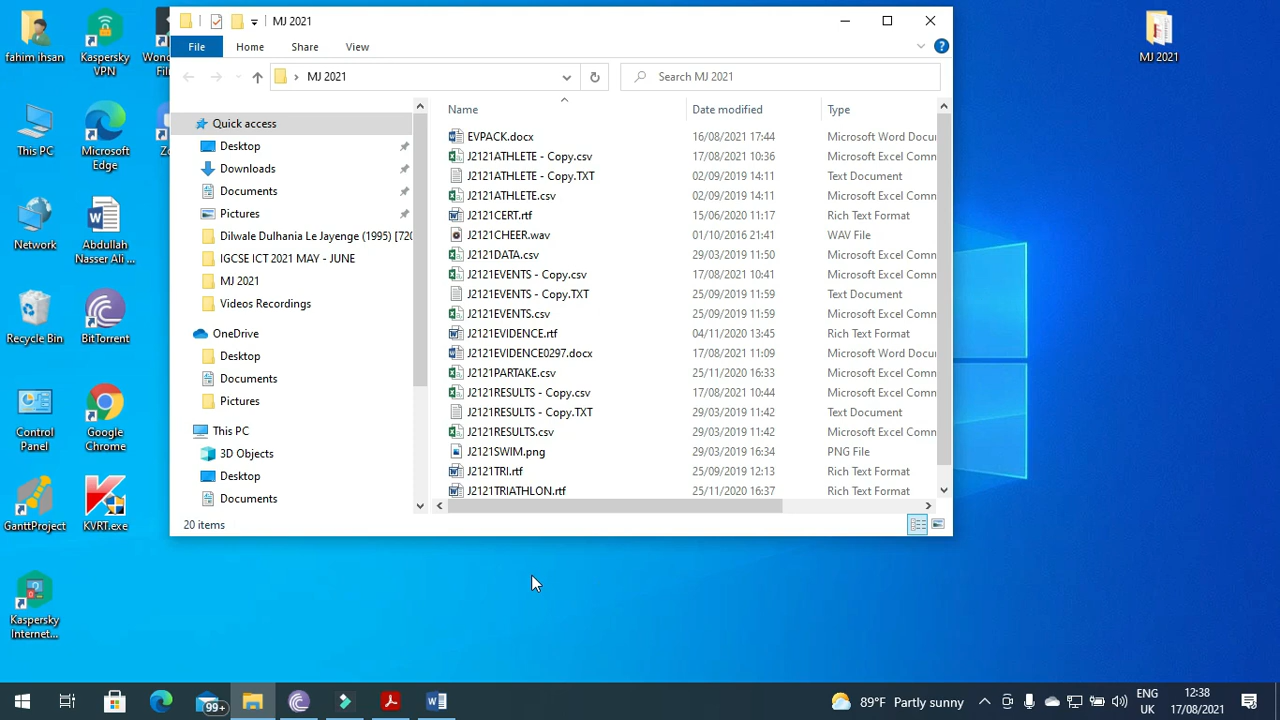 MJ 2021
File Home Share View
MJ 2021
Search MJ 2021
Name Date modified Type
Quick access
Desktop
Downloads
Documents
Pictures
Dilwale Dulhania Le Jayenge (1995) [720
IGCSE ICT 2021 MAY - JUNE
MJ 2021
Videos Recordings
OneDrive
Desktop
Documents
Pictures
This PC
3D Objects
Desktop
Documents
EVPACK.docx 16/08/2021 17:44 Microsoft Word Docu
J2121ATHLETE - Copy.csv 17/08/2021 10:36 Microsoft Excel Comn
J2121ATHLETE - Copy.TXT 02/09/2019 14:11 Text Document
J2121ATHLETE.csv 02/09/2019 14:11 Microsoft Excel Comn
J2121CERT.rtf 15/06/2020 11:17 Rich Text Format
J2121CHEER.wav 01/10/2016 21:41 WAV File
J2121DATA.csv 29/03/2019 11:50 Microsoft Excel Comn
J2121EVENTS - Copy.csv 17/08/2021 10:41 Microsoft Excel Comn
J2121EVENTS - Copy.TXT 25/09/2019 11:59 Text Document
J2121EVENTS.csv 25/09/2019 11:59 Microsoft Excel Comn
J2121EVIDENCE.rtf 04/11/2020 13:45 Rich Text Format
J2121EVIDENCE0297.docx 17/08/2021 11:09 Microsoft Word Docu
J2121PARTAKE.csv 25/11/2020 16:33 Microsoft Excel Comn
J2121RESULTS - Copy.csv 17/08/2021 10:44 Microsoft Excel Comn
J2121RESULTS - Copy.TXT 29/03/2019 11:42 Text Document
J2121RESULTS.csv 29/03/2019 11:42 Microsoft Excel Comn
J2121SWIM.png 29/03/2019 16:34 PNG File
J2121TRI.rtf 25/09/2019 12:13 Rich Text Format
J2121TRIATHLON.rtf 25/11/2020 16:37 Rich Text Format
20 items
fahim ihsan
Kaspersky
VPN
Wond
Fil
This PC
Microsoft
Edge
Zo
Network
Abdullah
Nasser Ali ...
Recycle Bin
BitTorrent
Control
Panel
Google
Chrome
GanttProject
KVRT.exe
Kaspersky
Internet...
MJ 2021
99+
89°F Partly sunny
ENG
UK
12:38
17/08/2021